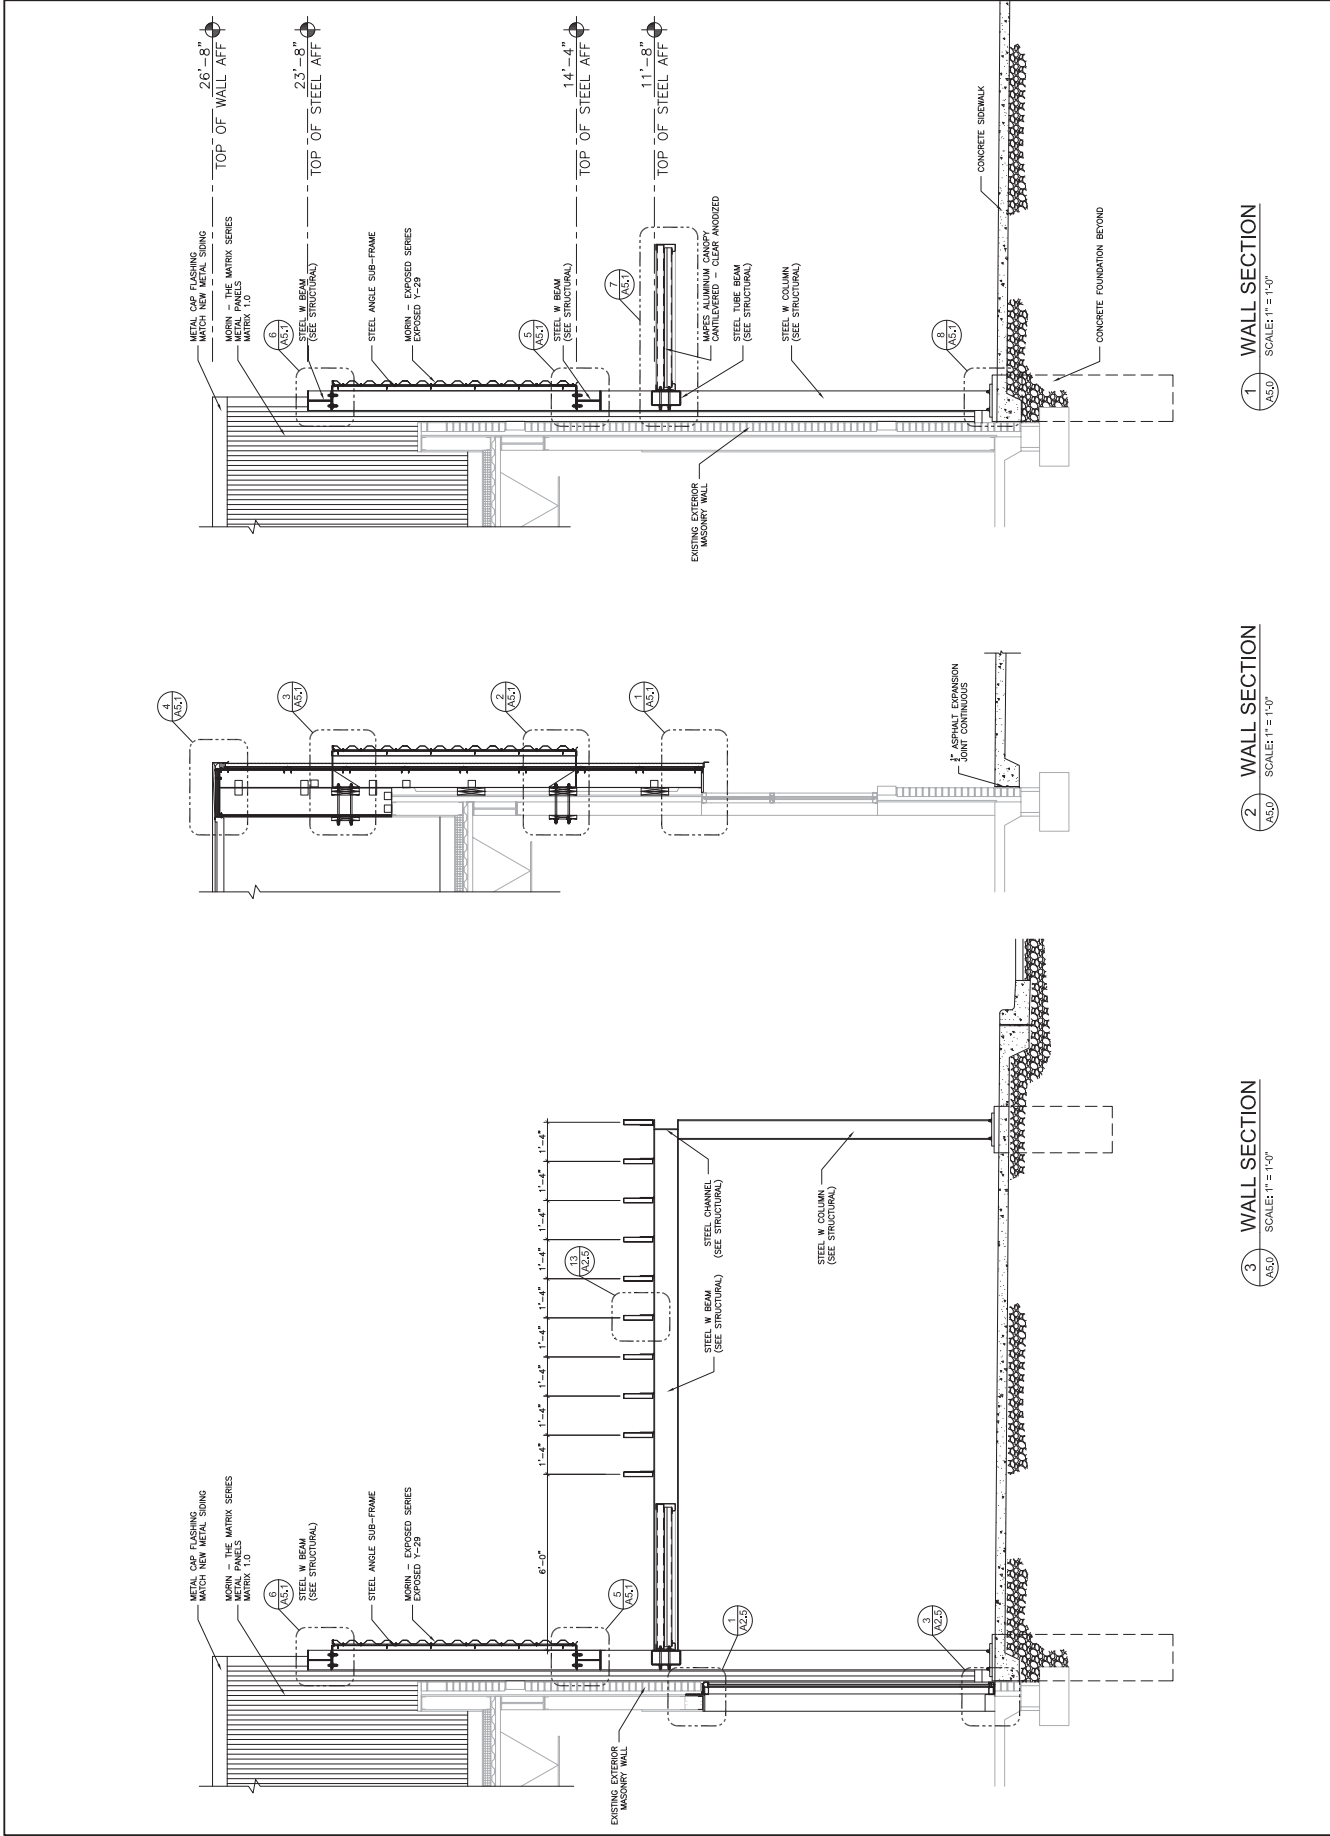 METAL CAP FLASHING
MATCH NEW METAL SIDING
MORIN - THE MATRIX SERIES
METAL PANELS
MATRIX 1.0
6
A5.1
STEEL W BEAM
(SEE STRUCTURAL)
STEEL ANGLE SUB-FRAME
MORIN - EXPOSED SERIES
EXPOSED Y-29
6'-0"
1'-4"
1'-4"
1'-4"
1'-4"
1'-4"
1'-4"
1'-4"
1'-4"
1'-4"
5
A5.1
13
A2.5
EXISTING EXTERIOR
MASONRY WALL
1
A2.5
STEEL W BEAM
(SEE STRUCTURAL)
STEEL CHANNEL
(SEE STRUCTURAL)
STEEL W COLUMN
(SEE STRUCTURAL)
3
A2.5
3
A5.0
WALL SECTION
SCALE: 1" = 1'-0"
4
A5.1
3
A5.1
2
A5.1
1
A5.1
½" ASPHALT EXPANSION
JOINT CONTINUOUS
2
A5.0
WALL SECTION
SCALE: 1" = 1'-0"
26'-8"
TOP OF WALL AFF
23'-8"
TOP OF STEEL AFF
14'-4"
TOP OF STEEL AFF
11'-8"
TOP OF STEEL AFF
METAL CAP FLASHING
MATCH NEW METAL SIDING
MORIN - THE MATRIX SERIES
METAL PANELS
MATRIX 1.0
6
A5.1
STEEL W BEAM
(SEE STRUCTURAL)
STEEL ANGLE SUB-FRAME
MORIN - EXPOSED SERIES
EXPOSED Y-29
5
A5.1
STEEL W BEAM
(SEE STRUCTURAL)
7
A5.1
EXISTING EXTERIOR
MASONRY WALL
MAPES ALUMINUM CANOPY
CANTILEVERED - CLEAR ANODIZED
STEEL TUBE BEAM
(SEE STRUCTURAL)
STEEL W COLUMN
(SEE STRUCTURAL)
8
A5.1
CONCRETE SIDEWALK
CONCRETE FOUNDATION BEYOND
1
A5.0
WALL SECTION
SCALE: 1" = 1'-0"